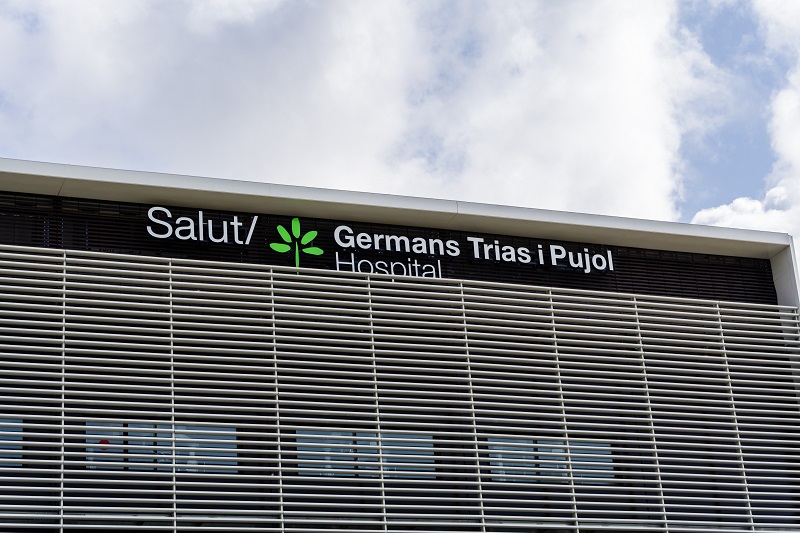 Salut/
Germans Trias i Pujol
Hospital